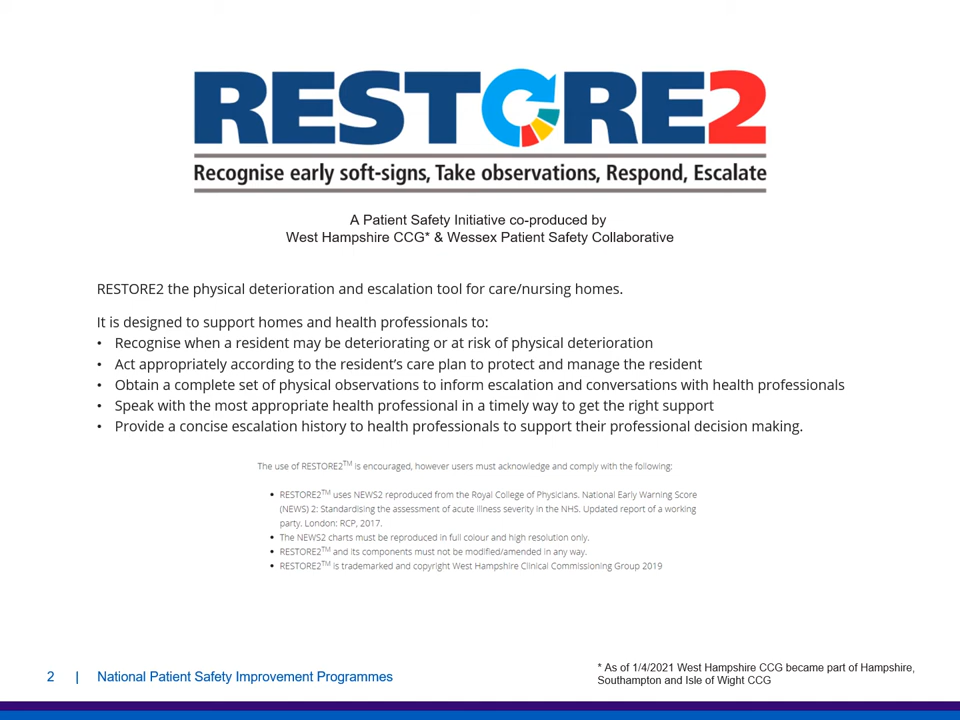 RESTORE2
Recognise early soft-signs, Take observations, Respond, Escalate
A Patient Safety Initiative co-produced by
West Hampshire CCG* & Wessex Patient Safety Collaborative
RESTORE2 the physical deterioration and escalation tool for care/nursing homes.
It is designed to support homes and health professionals to:
• Recognise when a resident may be deteriorating or at risk of physical deterioration
• Act appropriately according to the resident’s care plan to protect and manage the resident
• Obtain a complete set of physical observations to inform escalation and conversations with health professionals
• Speak with the most appropriate health professional in a timely way to get the right support
• Provide a concise escalation history to health professionals to support their professional decision making.
The use of RESTORE2TM is encouraged, however users must acknowledge and comply with the following:
• RESTORE2TM uses NEWS2 reproduced from the Royal College of Physicians. National Early Warning Score
(NEWS) 2: Standardising the assessment of acute illness severity in the NHS. Updated report of a working
party. London: RCP, 2017.
• The NEWS2 charts must be reproduced in full colour and high resolution only.
• RESTORE2TM and its components must not be modified/amended in any way.
• RESTORE2TM is trademarked and copyright West Hampshire Clinical Commissioning Group 2019
2 | National Patient Safety Improvement Programmes
* As of 1/4/2021 West Hampshire CCG became part of Hampshire,
Southampton and Isle of Wight CCG